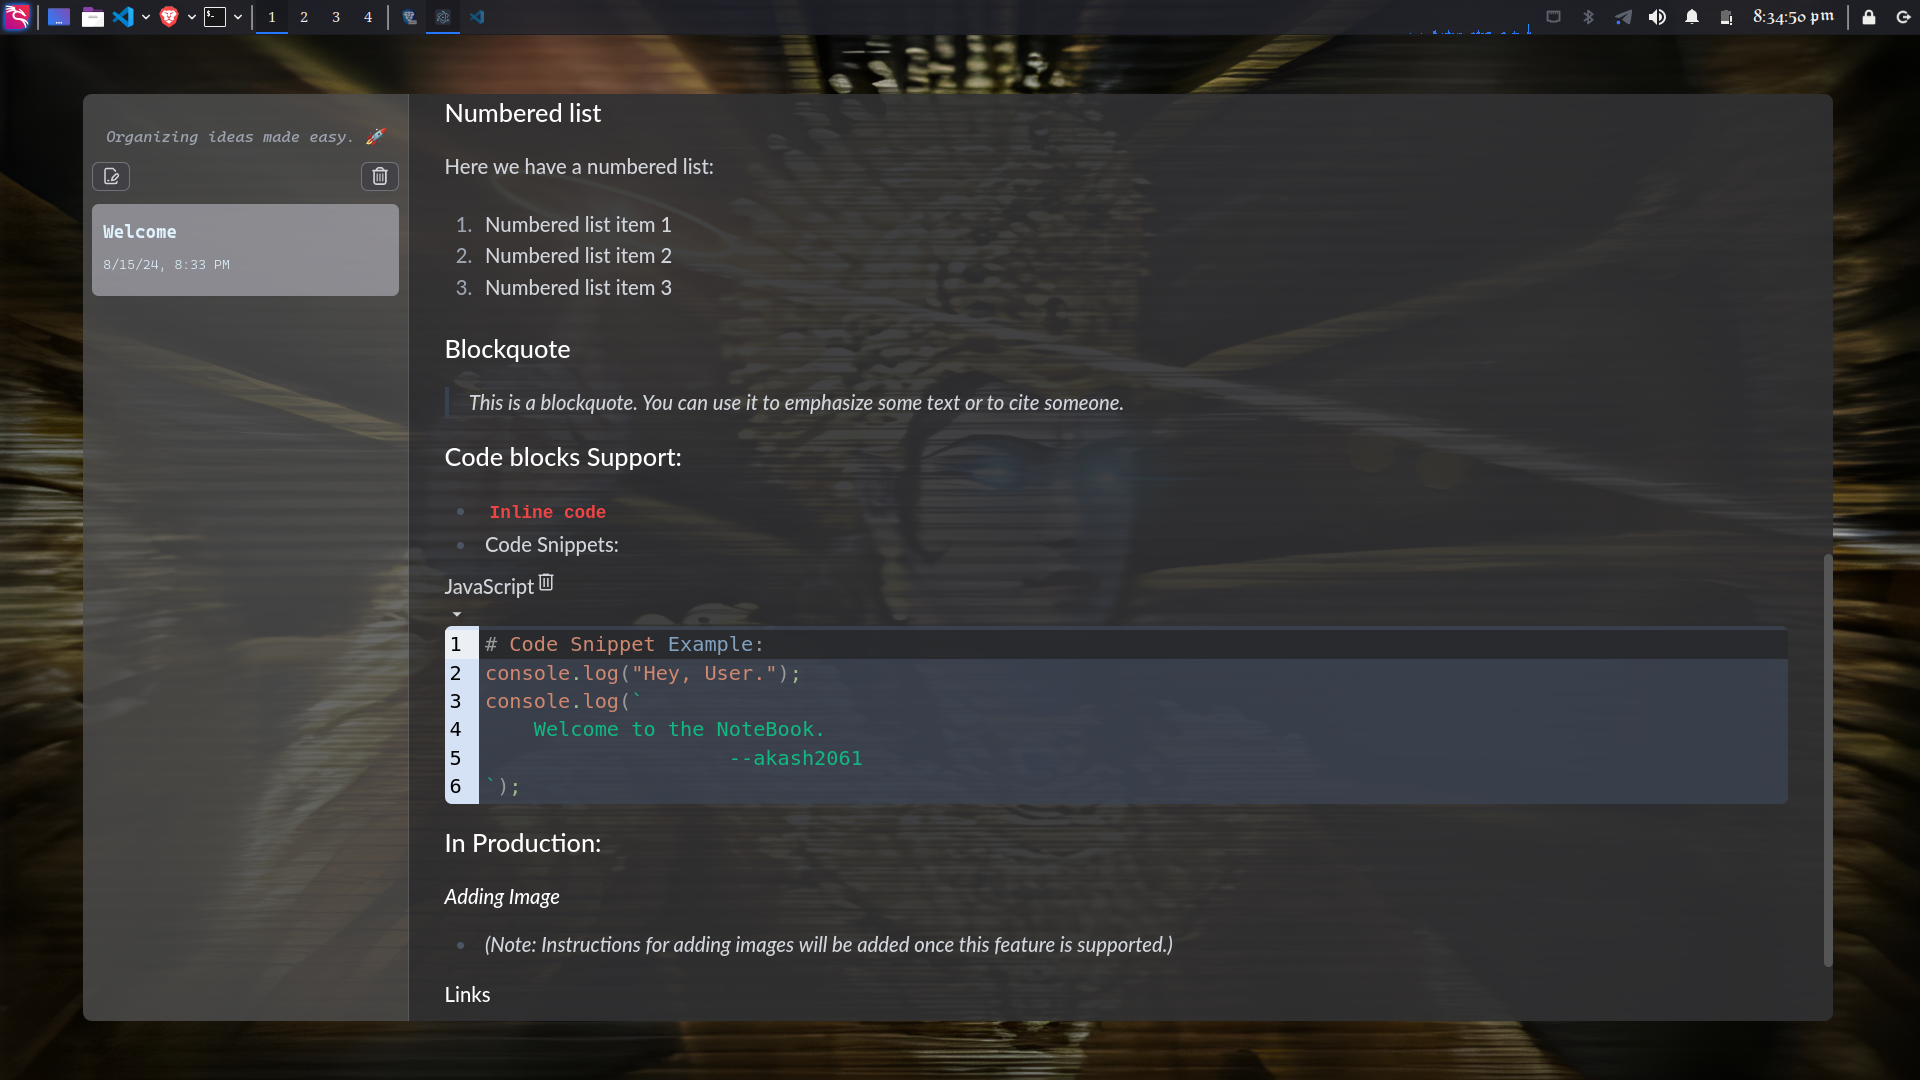 1 2 3 4
8:34:50 pm
Organizing ideas made easy. 🚀
Welcome
8/15/24, 8:33 PM
Numbered list
Here we have a numbered list:
1. Numbered list item 1
2. Numbered list item 2
3. Numbered list item 3
Blockquote
This is a blockquote. You can use it to emphasize some text or to cite someone.
Code blocks Support:
Inline code
Code Snippets:
JavaScript
1 # Code Snippet Example:
2 console.log("Hey, User.");
3 console.log(`
4     Welcome to the NoteBook.
5                     --akash2061
6 `);
In Production:
Adding Image
(Note: Instructions for adding images will be added once this feature is supported.)
Links